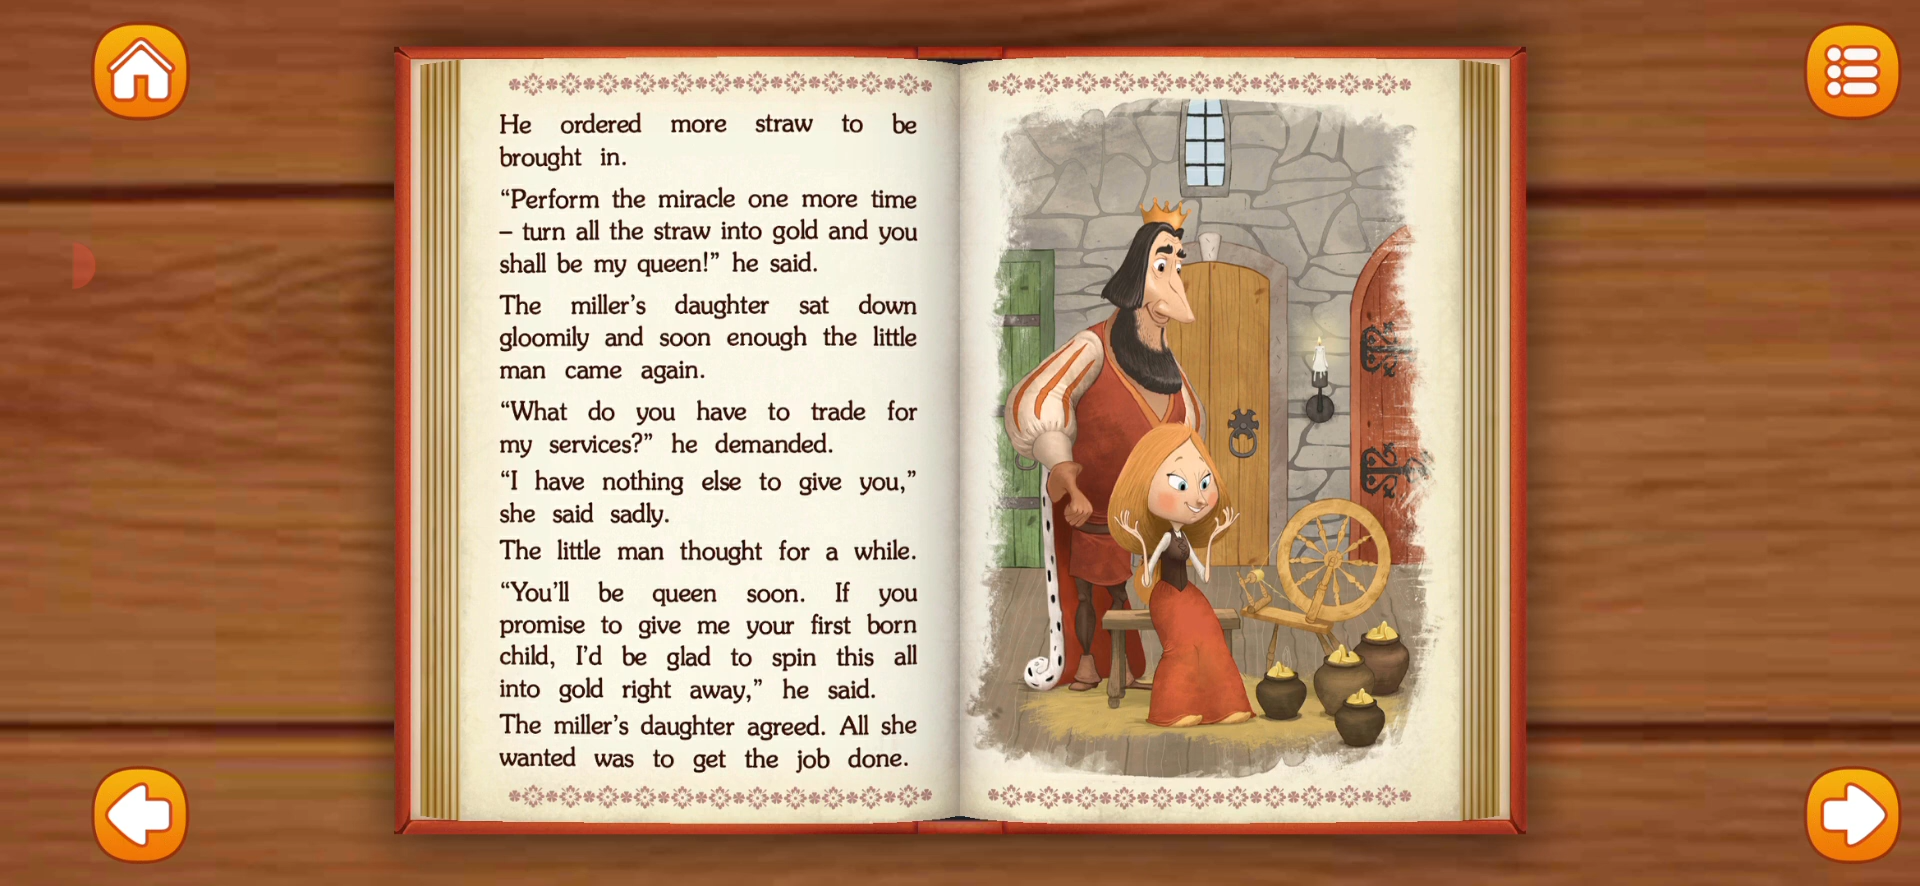 He ordered more straw to be
brought in.
“Perform the miracle one more time
– turn all the straw into gold and you
shall be my queen!” he said.
The miller’s daughter sat down
gloomily and soon enough the little
man came again.
“What do you have to trade for
my services?” he demanded.
“I have nothing else to give you,”
she said sadly.
The little man thought for a while.
“You’ll be queen soon. If you
promise to give me your first born
child, I’d be glad to spin this all
into gold right away,” he said.
The miller’s daughter agreed. All she
wanted was to get the job done.